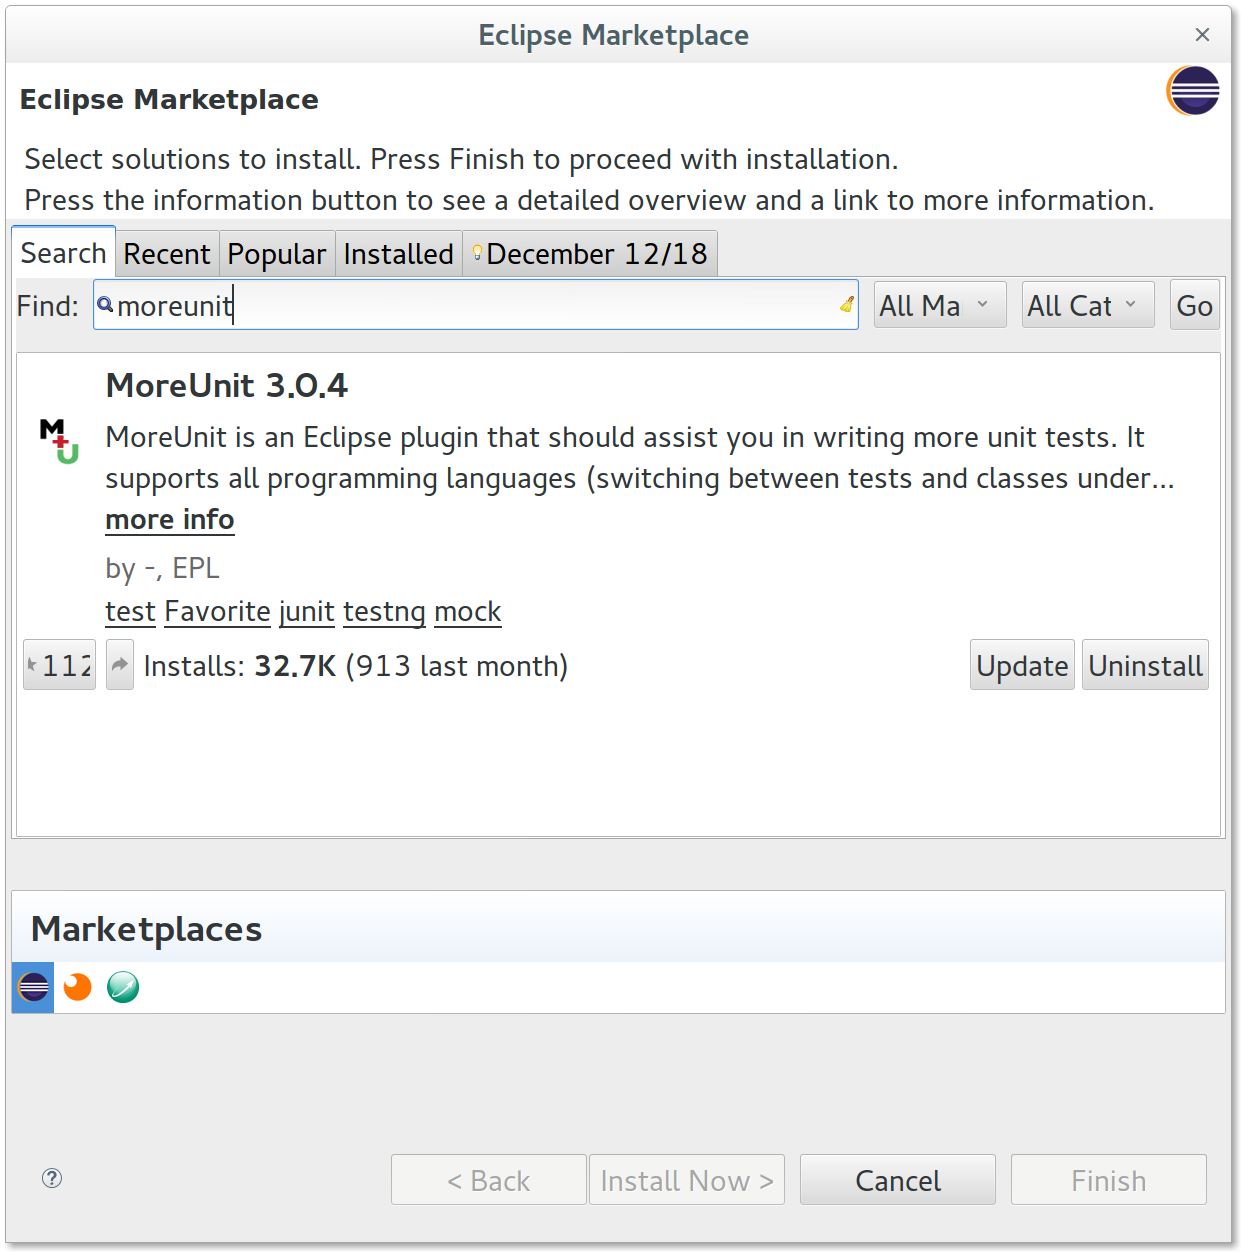 Eclipse Marketplace
Eclipse Marketplace
Select solutions to install. Press Finish to proceed with installation.
Press the information button to see a detailed overview and a link to more information.
Search Recent Popular Installed December 12/18
Find: moreunit All Ma All Cat Go
MoreUnit 3.0.4
MoreUnit is an Eclipse plugin that should assist you in writing more unit tests. It
supports all programming languages (switching between tests and classes under...
more info
by -, EPL
test Favorite junit testng mock
112 Installs: 32.7K (913 last month) Update Uninstall
Marketplaces
< Back Install Now > Cancel Finish